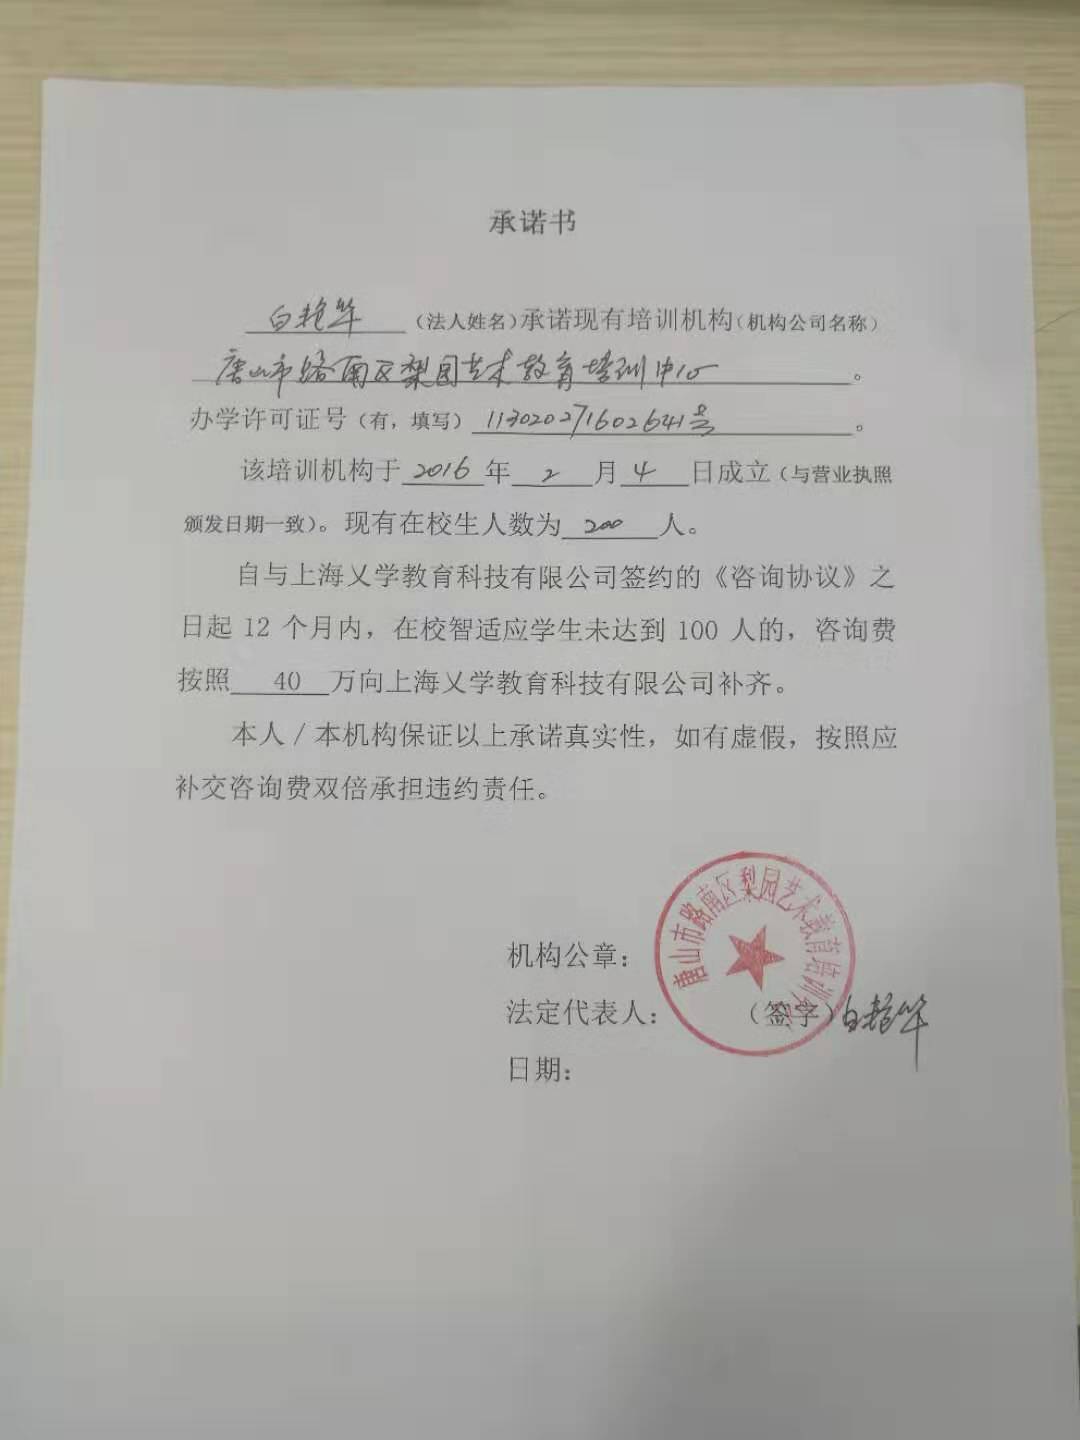 承诺书
白艳华（法人姓名）承诺现有培训机构（机构公司名称）
唐山市路南区梨园艺术教育培训中心。
办学许可证号（有，填写）113020271602641号。
该培训机构于2016年2月4日成立（与营业执照
颁发日期一致）。现有在校生人数为200人。
自与上海乂学教育科技有限公司签约的《咨询协议》之
日起12个月内，在校智适应学生未达到100人的，咨询费
按照40万向上海乂学教育科技有限公司补齐。
本人/本机构保证以上承诺真实性，如有虚假，按照应
补交咨询费双倍承担违约责任。
唐山市路南区梨园艺术教育培训
机构公章：
法定代表人：（签字）白艳华
日期：